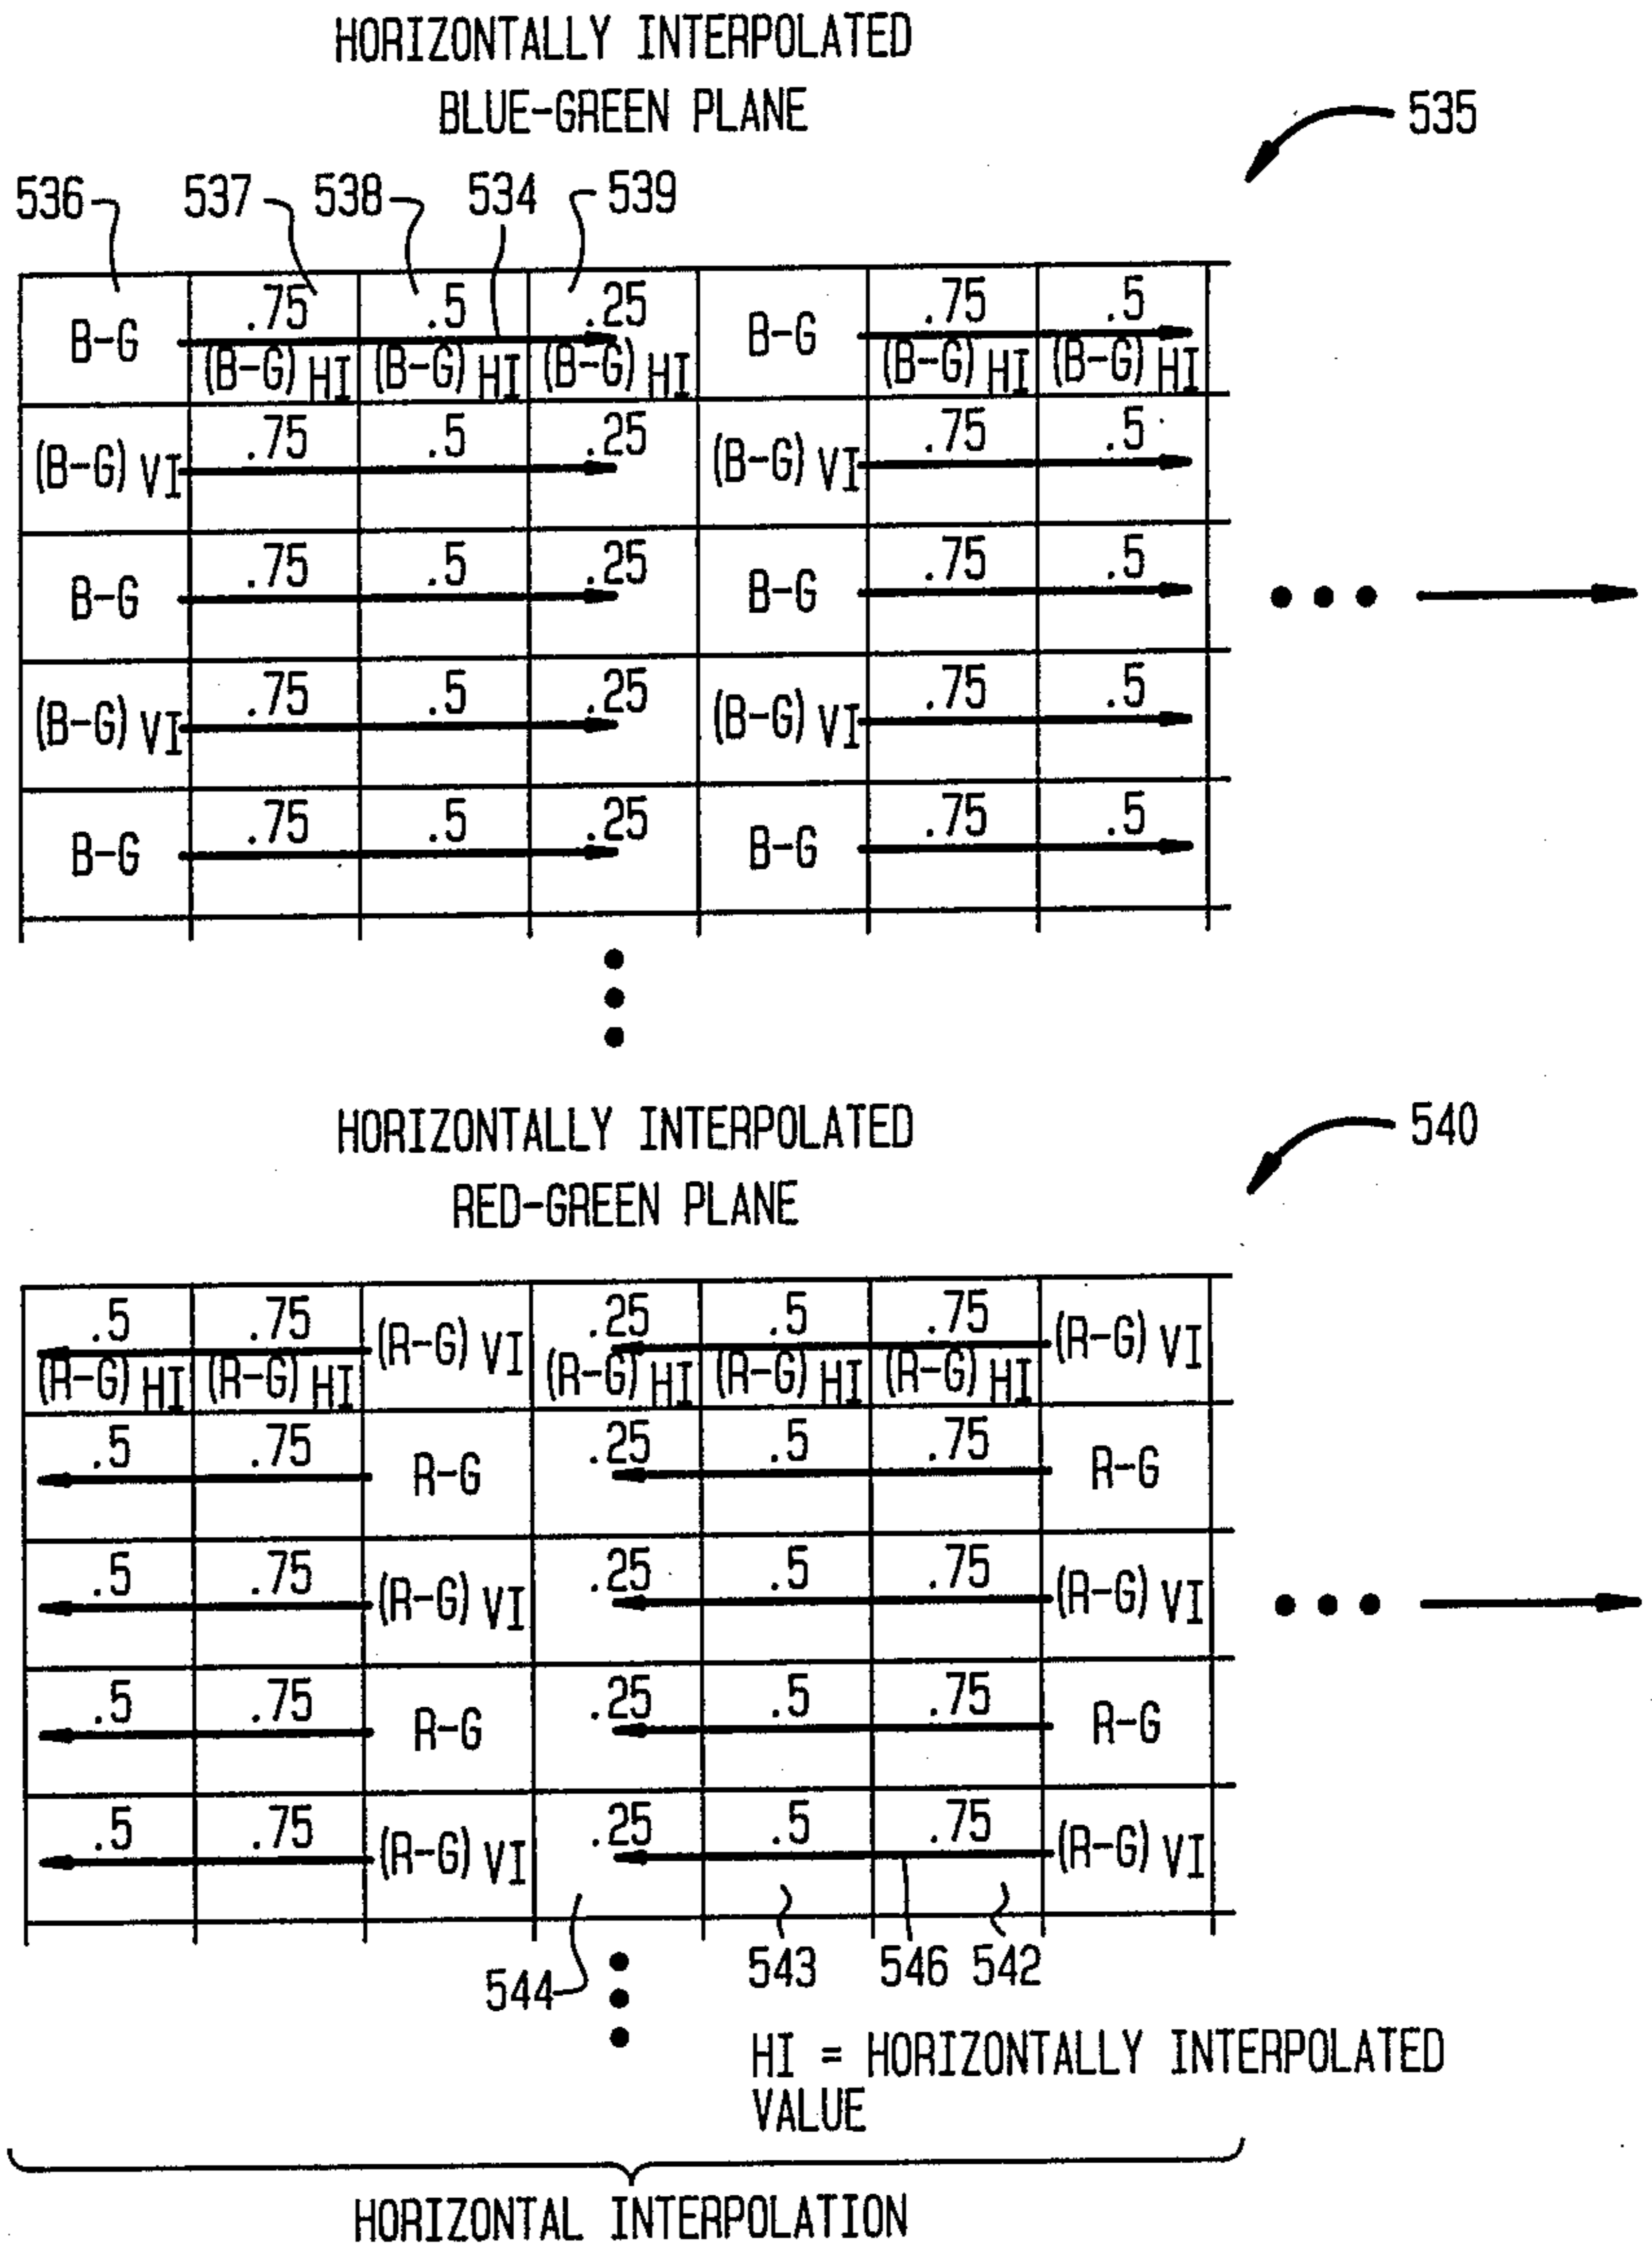 HORIZONTALLY INTERPOLATED
BLUE-GREEN PLANE
535
536 537 538 534 539
B-G .75 .5 .25 B-G .75 .5
(B-G) HI (B-G) HI (B-G) HI (B-G) HI (B-G) HI
(B-G) VI .75 .5 .25 (B-G) VI .75 .5
B-G .75 .5 .25 B-G .75 .5
(B-G) VI .75 .5 .25 (B-G) VI .75 .5
B-G .75 .5 .25 B-G .75 .5
HORIZONTALLY INTERPOLATED
RED-GREEN PLANE
540
.5 .75 (R-G) VI .25 .5 .75 (R-G) VI
(R-G) HI (R-G) HI (R-G) HI (R-G) HI (R-G) HI
.5 .75 R-G .25 .5 .75 R-G
.5 .75 (R-G) VI .25 .5 .75 (R-G) VI
.5 .75 R-G .25 .5 .75 R-G
.5 .75 (R-G) VI .25 .5 .75 (R-G) VI
544 543 546 542
HI = HORIZONTALLY INTERPOLATED
VALUE
HORIZONTAL INTERPOLATION